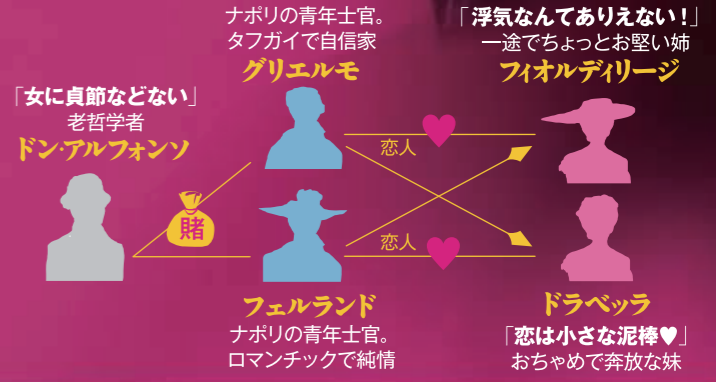 「女に貞節などない」
老哲学者
ドン・アルフォンソ
賭
ナポリの青年士官。
タフガイで自信家
グリエルモ
恋人
恋人
フェルランド
ナポリの青年士官。
ロマンチックで純情
「浮気なんてありえない!」
一途でちょっとお堅い姉
フィオルディリージ
ドラベッラ
「恋は小さな泥棒♥」
おちゃめで奔放な妹